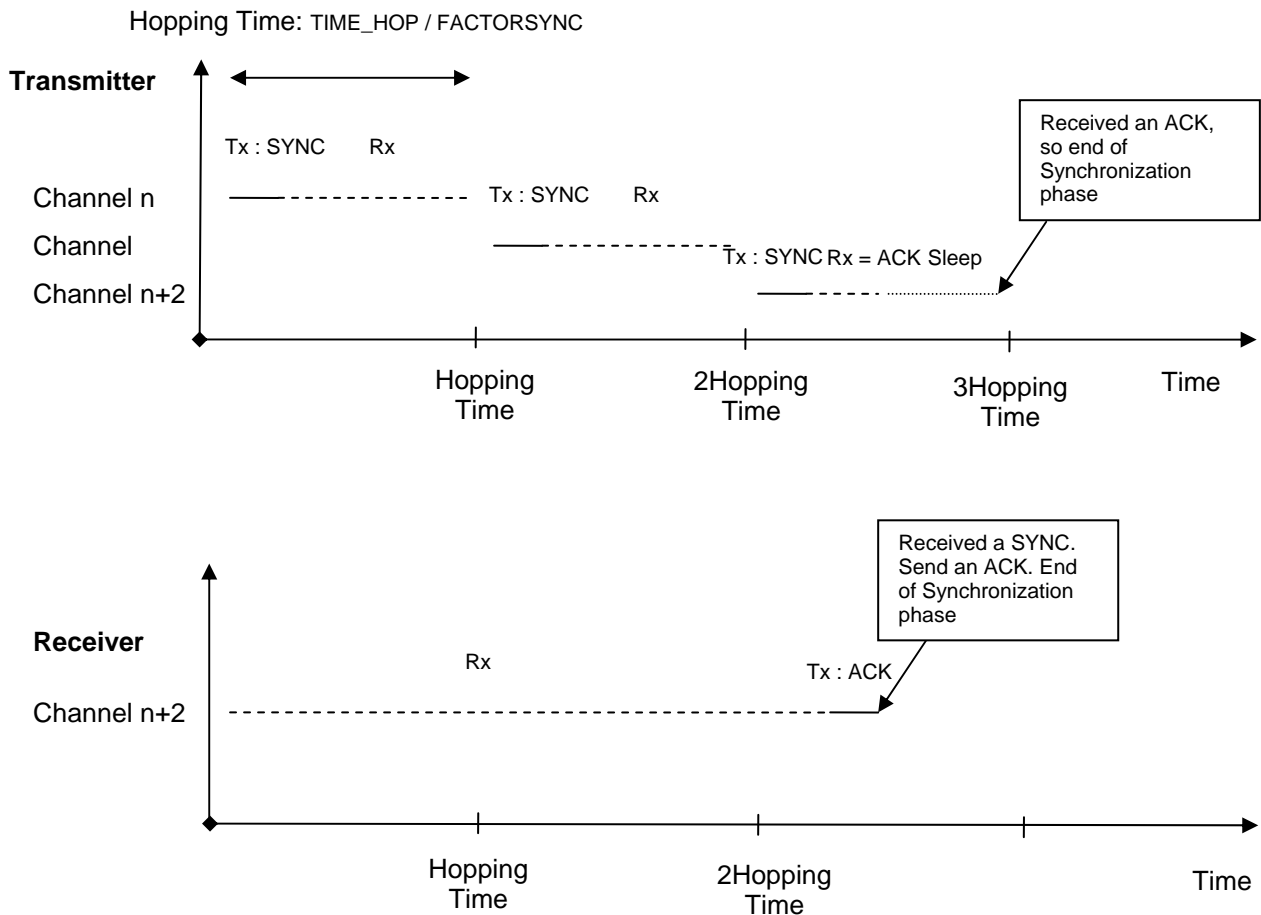 Hopping Time: TIME_HOP / FACTORSYNC
Transmitter
Received an ACK,
so end of
Synchronization
phase
Tx : SYNC Rx
Channel n
Tx : SYNC Rx
Channel
Tx : SYNC Rx = ACK Sleep
Channel n+2
Hopping
Time
2Hopping
Time
3Hopping
Time
Time
Received a SYNC.
Send an ACK. End
of Synchronization
phase
Receiver
Rx
Tx : ACK
Channel n+2
Hopping
Time
2Hopping
Time
Time